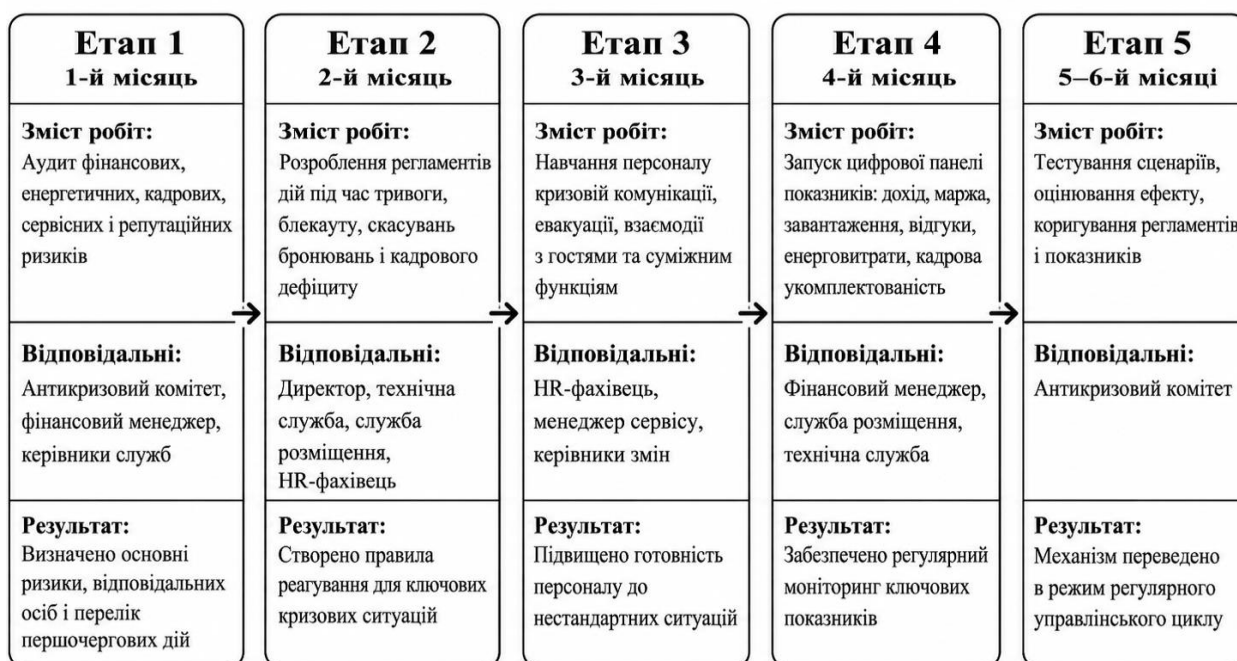 Етап 1
1-й місяць
Зміст робіт:
Аудит фінансових,
енергетичних, кадрових,
сервісних і репутаційних
ризиків
Відповідальні:
Антикризовий комітет,
фінансовий менеджер,
керівники служб
Результат:
Визначено основні
ризики, відповідальних
осіб і перелік
першочергових дій
Етап 2
2-й місяць
Зміст робіт:
Розроблення регламентів
дій під час тривоги,
блекауту, скасувань
бронювань і кадрового
дефіциту
Відповідальні:
Директор, технічна
служба, служба
розміщення,
HR-фахівець
Результат:
Створено правила
реагування для ключових
кризових ситуацій
Етап 3
3-й місяць
Зміст робіт:
Навчання персоналу
кризовій комунікації,
евакуації, взаємодії
з гостями та суміжним
функціям
Відповідальні:
HR-фахівець,
менеджер сервісу,
керівники змін
Результат:
Підвищено готовність
персоналу до
нестандартних ситуацій
Етап 4
4-й місяць
Зміст робіт:
Запуск цифрової панелі
показників: дохід, маржа,
завантаження, відгуки,
енерговитрати, кадрова
укомплектованість
Відповідальні:
Фінансовий менеджер,
служба розміщення,
технічна служба
Результат:
Забезпечено регулярний
моніторинг ключових
показників
Етап 5
5–6-й місяці
Зміст робіт:
Тестування сценаріїв,
оцінювання ефекту,
коригування регламентів
і показників
Відповідальні:
Антикризовий комітет
Результат:
Механізм переведено
в режим регулярного
управлінського циклу